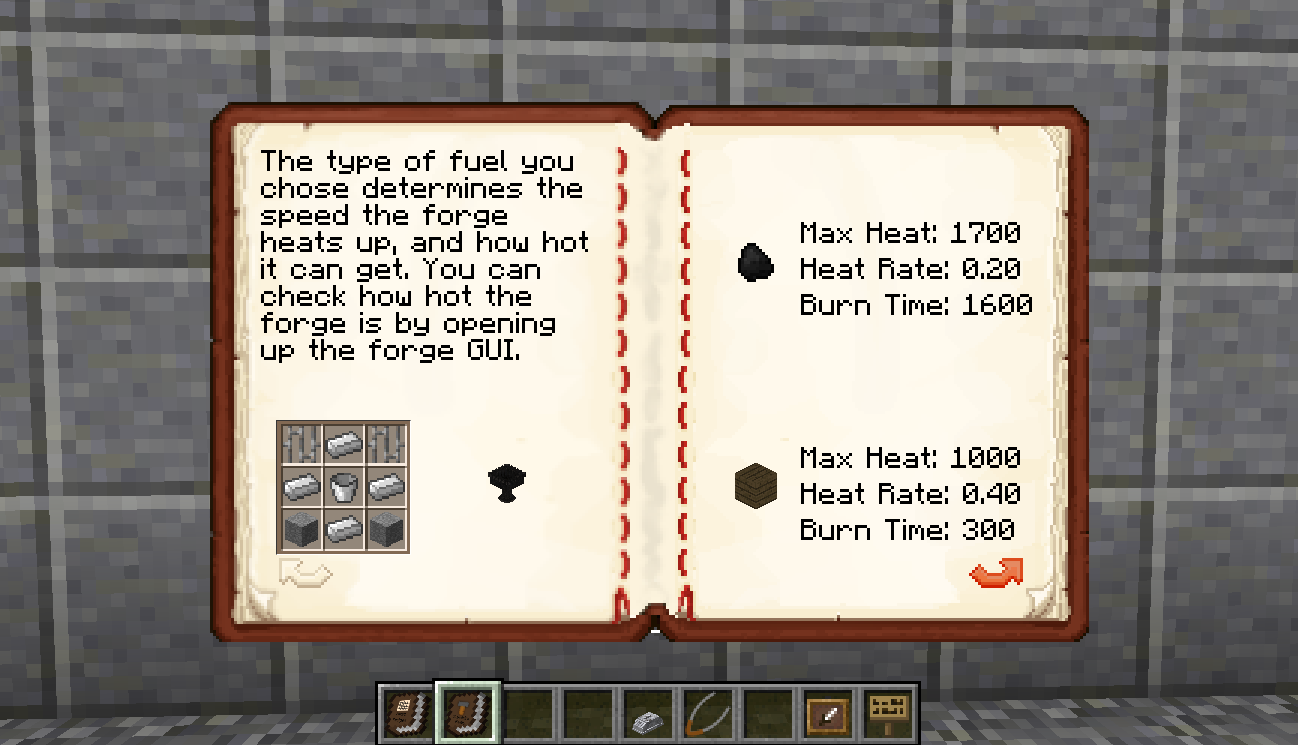 The type of fuel you
chose determines the
speed the forge
heats up, and how hot
it can get. You can
check how hot the
forge is by opening
up the forge GUI.
Max Heat: 1700
Heat Rate: 0.20
Burn Time: 1600
Max Heat: 1000
Heat Rate: 0.40
Burn Time: 300